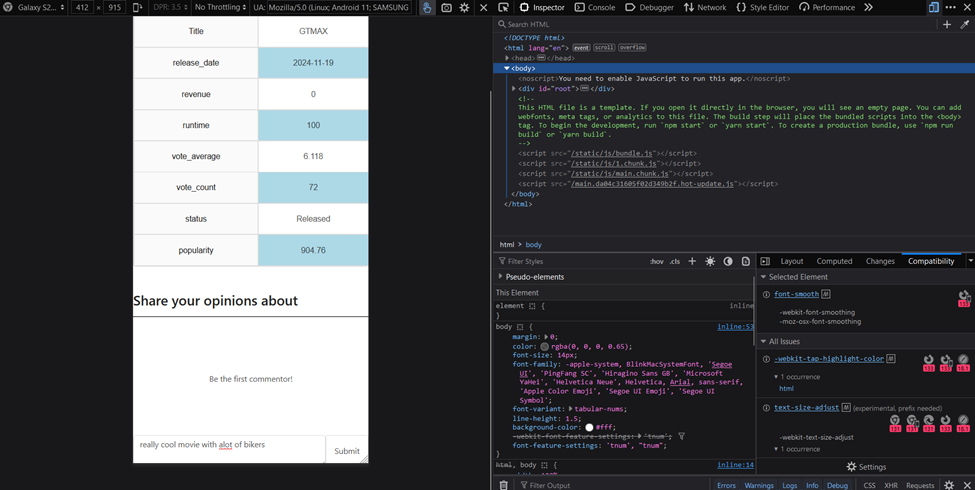 Galaxy S2...
412 × 915
DPR: 3.5
No Throttling
UA: Mozilla/5.0 (Linux; Android 11; SAMSUNG
Inspector
Console
Debugger
Network
Style Editor
Performance
Title GTMAX
release_date 2024-11-19
revenue 0
runtime 100
vote_average 6.118
vote_count 72
status Released
popularity 904.76
Share your opinions about
Be the first commentor!
really cool movie with alot of bikers
Submit
Search HTML
<!DOCTYPE html>
<html lang="en"> event scroll overflow
<head> </head>
<body>
<noscript>You need to enable JavaScript to run this app.</noscript>
<div id="root"> </div>
<!--
This HTML file is a template. If you open it directly in the browser, you will see an empty page. You can add
webfonts, meta tags, or analytics to this file. The build step will place the bundled scripts into the <body>
tag. To begin the development, run `npm start` or `yarn start`. To create a production bundle, use `npm run
build` or `yarn build`.
-->
<script src="/static/js/bundle.js"></script>
<script src="/static/js/1.chunk.js"></script>
<script src="/static/js/main.chunk.js"></script>
<script src="/main.da04c31605f02d349b2f.hot-update.js"></script>
</body>
</html>
html > body
Filter Styles
:hov .cls
Pseudo-elements
This Element
element { inline
}
body { inline:53
margin: 0;
color: rgba(0, 0, 0, 0.65);
font-size: 14px;
font-family: -apple-system, BlinkMacSystemFont, 'Segoe
UI', 'PingFang SC', 'Hiragino Sans GB', 'Microsoft
YaHei', 'Helvetica Neue', Helvetica, Arial, sans-serif,
'Apple Color Emoji', 'Segoe UI Emoji', 'Segoe UI
Symbol';
font-variant: tabular-nums;
line-height: 1.5;
background-color: #fff;
-webkit-font-feature-settings: 'tnum';
font-feature-settings: 'tnum', "tnum";
}
html, body { inline:14
Layout
Computed
Changes
Compatibility
Selected Element
font-smooth
-webkit-font-smoothing
-moz-osx-font-smoothing
All Issues
-webkit-tap-highlight-color
1 occurrence
html
text-size-adjust (experimental, prefix needed)
-webkit-text-size-adjust
1 occurrence
Settings
Filter Output
Errors
Warnings
Logs
Info
Debug
CSS
XHR
Requests